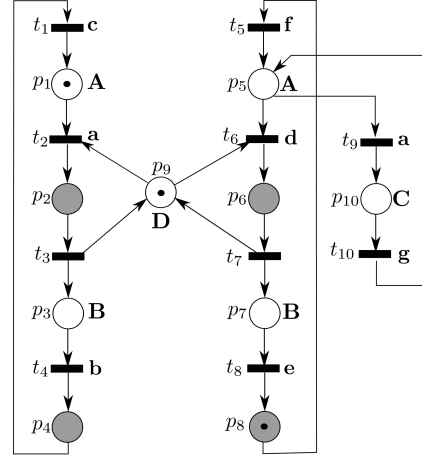 t1 c t5 f
p1 A p5 A
t2 a t6 d t9 a
p9
p2 p6 p10 C
D
t3 t7 t10 g
p3 B p7 B
t4 b t8 e
p4 p8